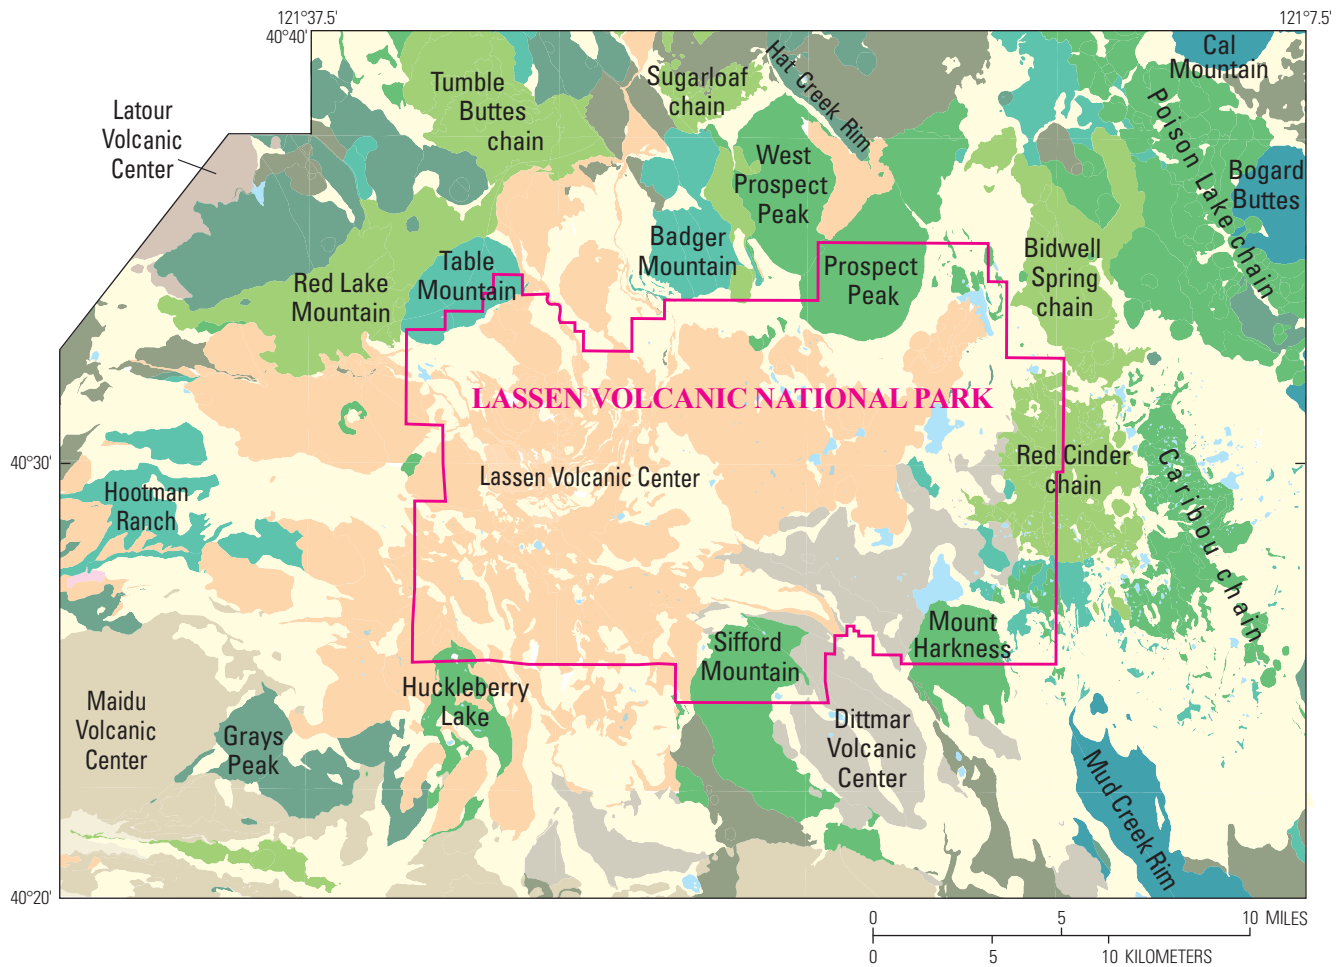 121°37.5'
121°7.5'
40°40'
Cal
Mountain
Hat Creek Rim
Tumble
Buttes
chain
Sugarloaf
chain
Latour
Volcanic
Center
Poison Lake chain
West
Prospect
Peak
Bogard
Buttes
Badger
Mountain
Bidwell
Spring
chain
Table
Mountain
Prospect
Peak
Red Lake
Mountain
LASSEN VOLCANIC NATIONAL PARK
40°30'
Lassen Volcanic Center
Red Cinder
chain
Caribou chain
Hootman
Ranch
Mount
Harkness
Sifford
Mountain
Huckleberry
Lake
Maidu
Volcanic
Center
Grays
Peak
Dittmar
Volcanic
Center
Mud Creek Rim
40°20'
0 5 10 MILES
0 5 10 KILOMETERS